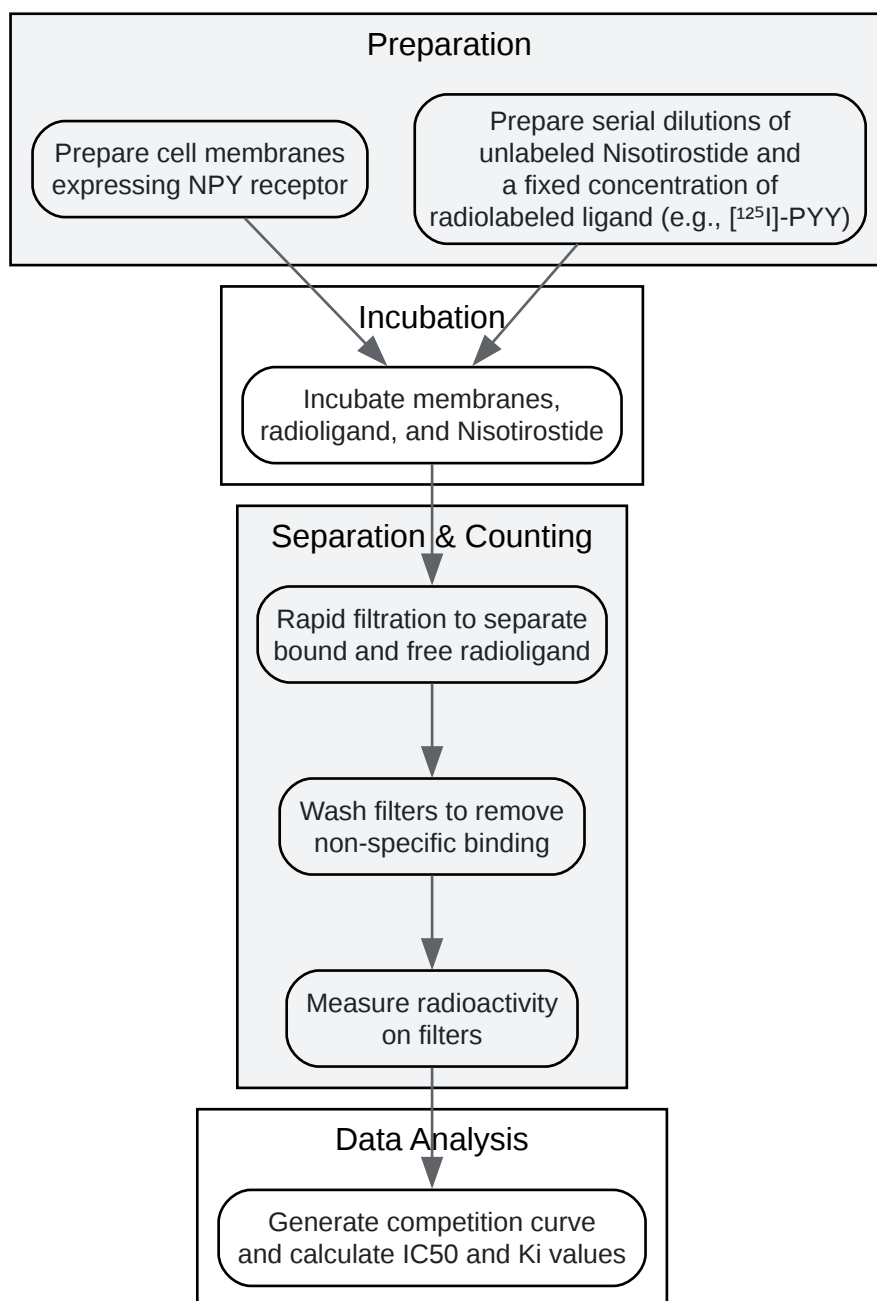 Preparation
Prepare cell membranes
expressing NPY receptor
Prepare serial dilutions of
unlabeled Nisotirostide and
a fixed concentration of
radiolabeled ligand (e.g., [¹²⁵I]-PYY)
Incubation
Incubate membranes,
radioligand, and Nisotirostide
Separation & Counting
Rapid filtration to separate
bound and free radioligand
Wash filters to remove
non-specific binding
Measure radioactivity
on filters
Data Analysis
Generate competition curve
and calculate IC50 and Ki values